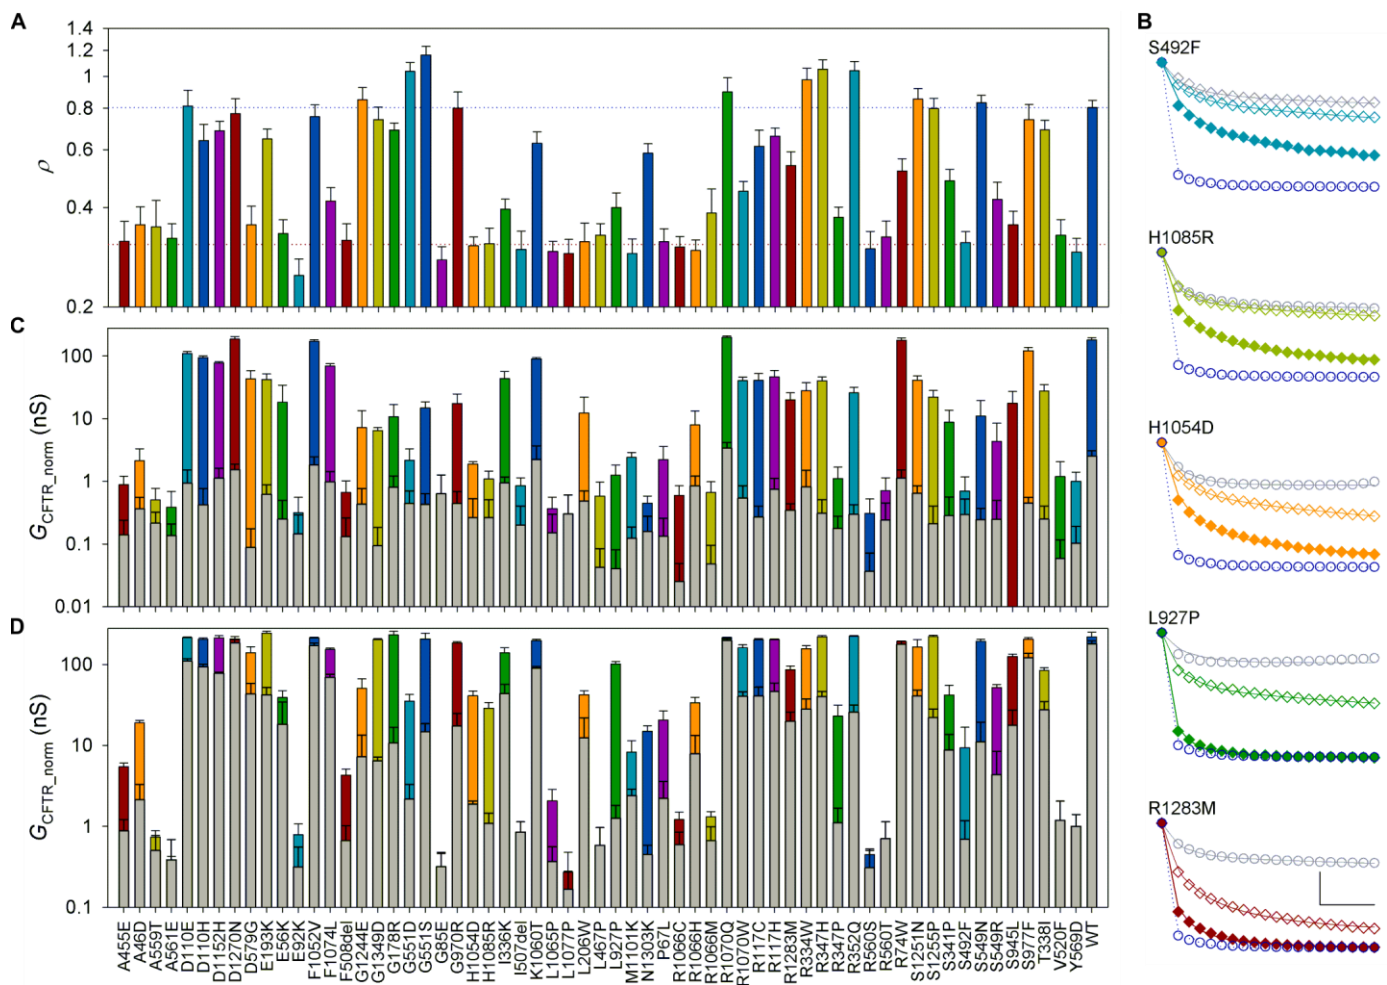 A
1.4
1.2
1
0.8
0.6
0.4
0.2
ρ
B
S492F
H1085R
H1054D
L927P
R1283M
C
100
10
1
0.1
0.01
G CFTR_norm (nS)
D
100
10
1
0.1
G CFTR_norm (nS)
A455E
A46D
A559T
A561E
D110E
D110H
D1152H
D1270N
D579G
E193K
E56K
E92K
F1052V
F1074L
F508del
G1244E
G1349D
G178R
G551D
G551S
G85E
G970R
H1054D
H1085R
I336K
I507del
K1060T
L1065P
L1077P
L206W
L467P
L927P
M1101K
N1303K
P67L
R1066C
R1066H
R1066M
R1070Q
R1070W
R117C
R117H
R1283M
R334W
R347H
R347P
R352Q
R560S
R560T
R74W
S1251N
S1255P
S341P
S492F
S549N
S549R
S945L
S977F
T338I
V520F
Y569D
WT